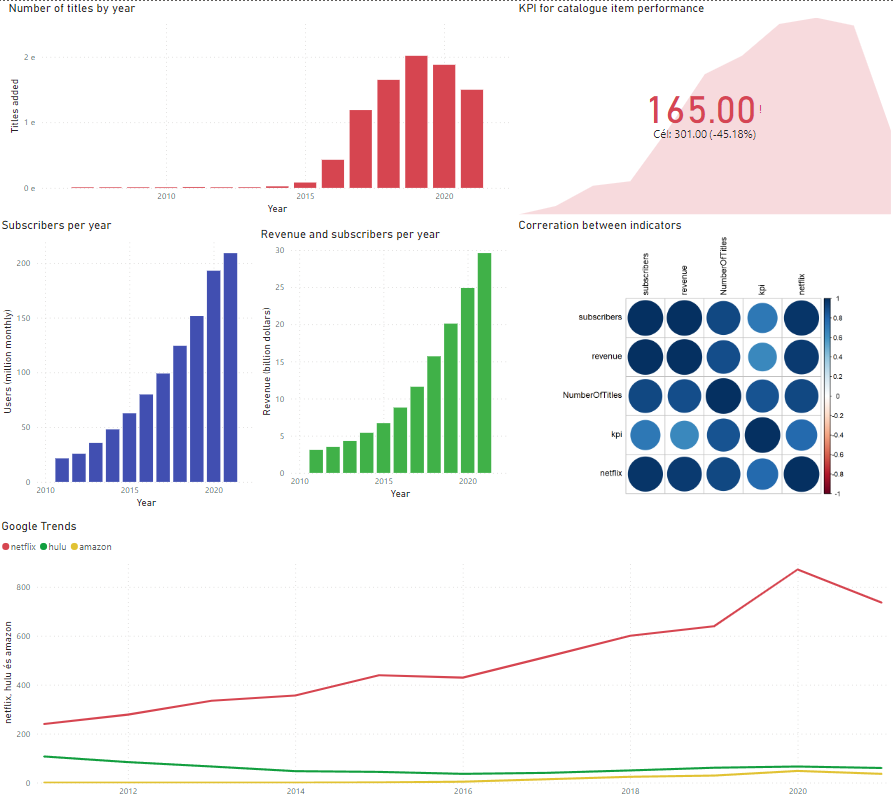 Number of titles by year
Titles added
2 e
1 e
0 e
2010
2015
2020
Year
KPI for catalogue item performance
165.00!
Cél: 301.00 (-45.18%)
Subscribers per year
Users (million monthly)
200
150
100
50
0
2010
2015
2020
Year
Revenue and subscribers per year
Revenue (billion dollars)
30
25
20
15
10
5
0
2010
2015
2020
Year
Correration between indicators
subscribers
revenue
NumberOfTitles
kpi
netflix
subscribers
revenue
NumberOfTitles
kpi
netflix
1
0.8
0.6
0.4
0.2
0
-0.2
-0.4
-0.6
-0.8
-1
Google Trends
netflix hulu amazon
netflix, hulu és amazon
800
600
400
200
0
2012
2014
2016
2018
2020